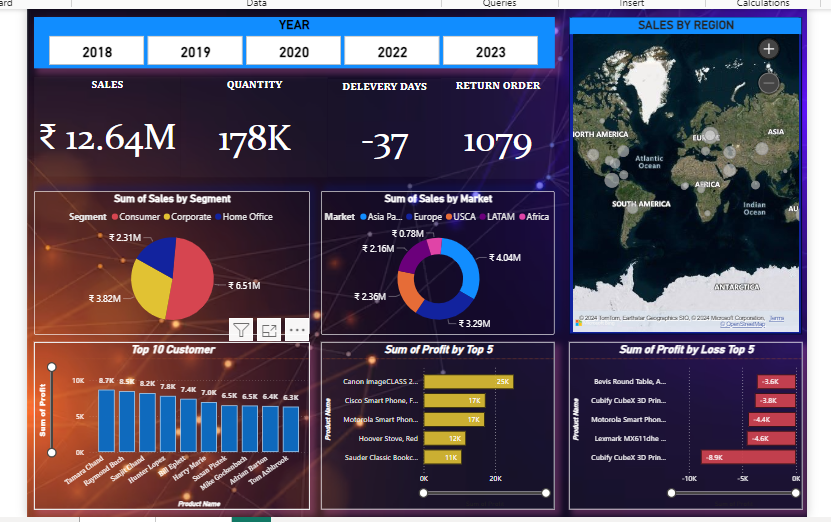 ard Data Queries Insert Calculations
YEAR
2018 2019 2020 2022 2023
SALES QUANTITY DELEVERY DAYS RETURN ORDER
₹ 12.64M 178K -37 1079
SALES BY REGION
+
NORTH AMERICA
EU
ASIA
Atlantic
Ocean
AFRICA
SOUTH AMERICA
Indian
Ocean
AU
ANTARCTICA
© 2024 TomTom, Earthstar Geographics SIO, © 2024 Microsoft Corporation, Terms
© OpenStreetMap
Sum of Sales by Segment
Segment Consumer Corporate Home Office
₹ 2.31M
₹ 6.51M
₹ 3.82M
Sum of Sales by Market
Market Asia Pa... Europe USCA LATAM Africa
₹ 0.78M
₹ 2.16M
₹ 4.04M
₹ 2.36M
₹ 3.29M
Top 10 Customer
Sum of Profit
10K
5K
0K
8.7K 8.5K 8.2K 7.8K 7.4K 7.0K 6.5K 6.5K 6.4K 6.3K
Tamara Chand
Raymond Buch
Sanjit Chand
Hunter Lopez
Bill Eplett
Harry Marie
Susan Pistek
Mike Gockenbach
Adrian Barton
Tom Ashbrook
Product Name
Sum of Profit by Top 5
Product Name
Canon imageCLASS 2... 25K
Cisco Smart Phone, F... 17K
Motorola Smart Phon... 17K
Hoover Stove, Red 12K
Sauder Classic Bookc... 11K
0K 20K
Sum of Profit by Loss Top 5
Product Name
Bevis Round Table, A... -3.6K
Cubify CubeX 3D Prin... -3.8K
Motorola Smart Phon... -4.4K
Lexmark MX611dhe ... -4.6K
Cubify CubeX 3D Prin... -8.9K
-10K -5K 0K